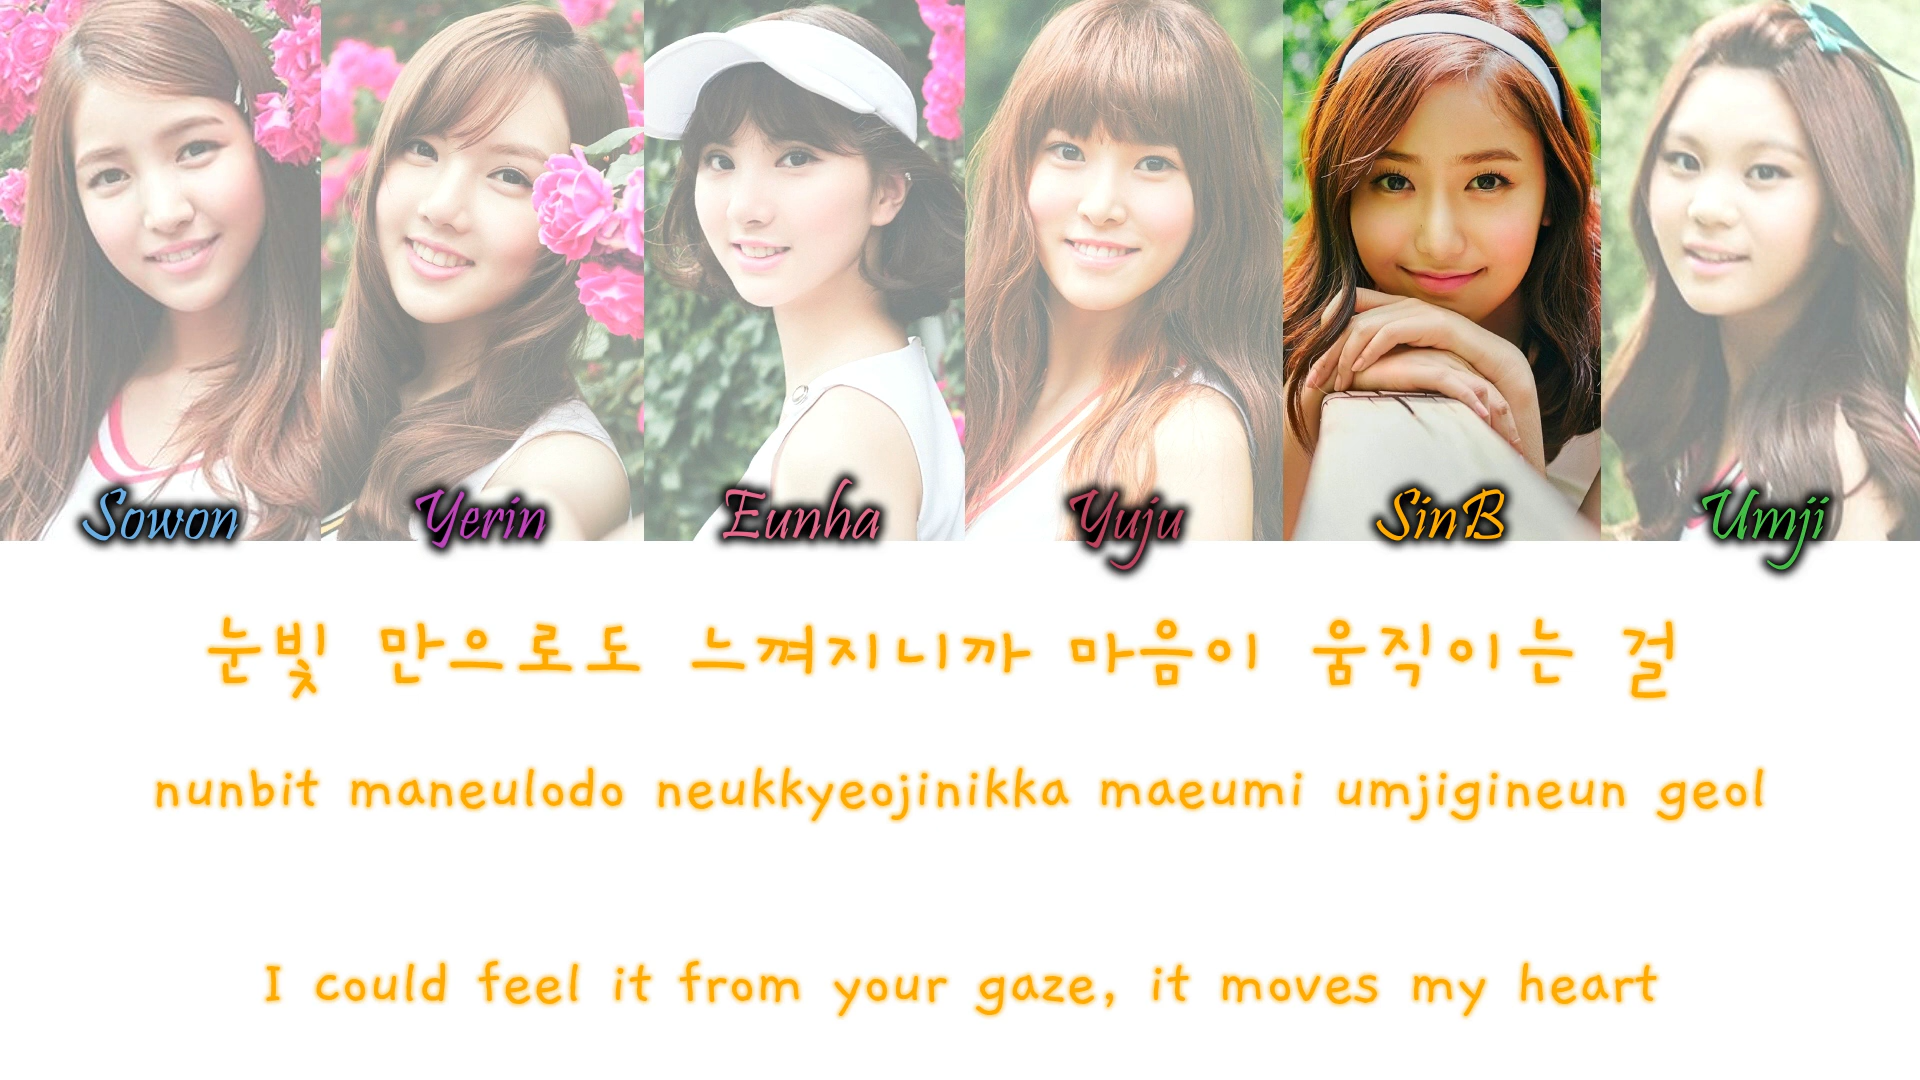 Sowon Yerin Eunha Yuju SinB Umji
눈빛 만으로도 느껴지니까 마음이 움직이는 걸
nunbit maneulodo neukkyeojinikka maeumi umjigineun geol
I could feel it from your gaze, it moves my heart